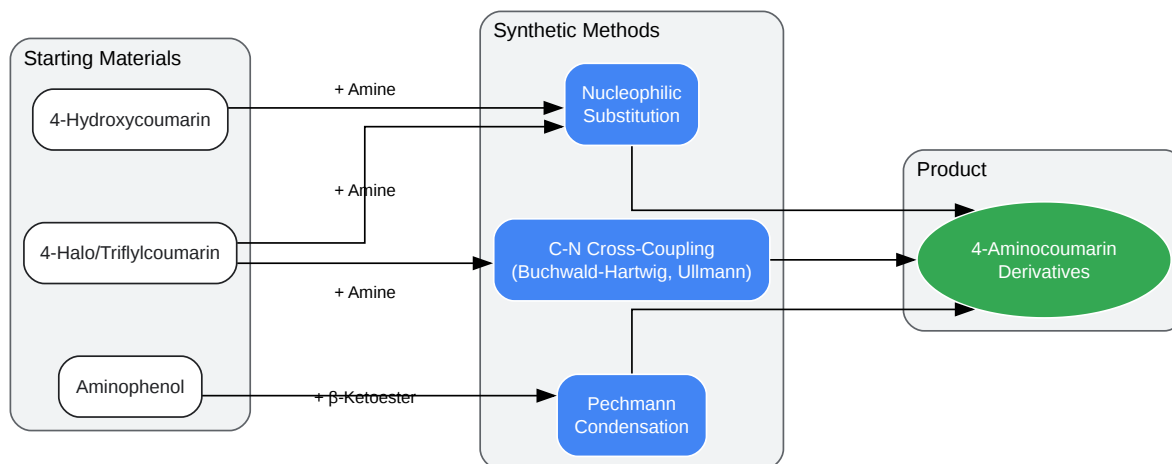 Starting Materials
4-Hydroxycoumarin
4-Halo/Triflylcoumarin
Aminophenol
+ Amine
+ Amine
+ Amine
+ β-Ketoester
Synthetic Methods
Nucleophilic
Substitution
C-N Cross-Coupling
(Buchwald-Hartwig, Ullmann)
Pechmann
Condensation
Product
4-Aminocoumarin
Derivatives